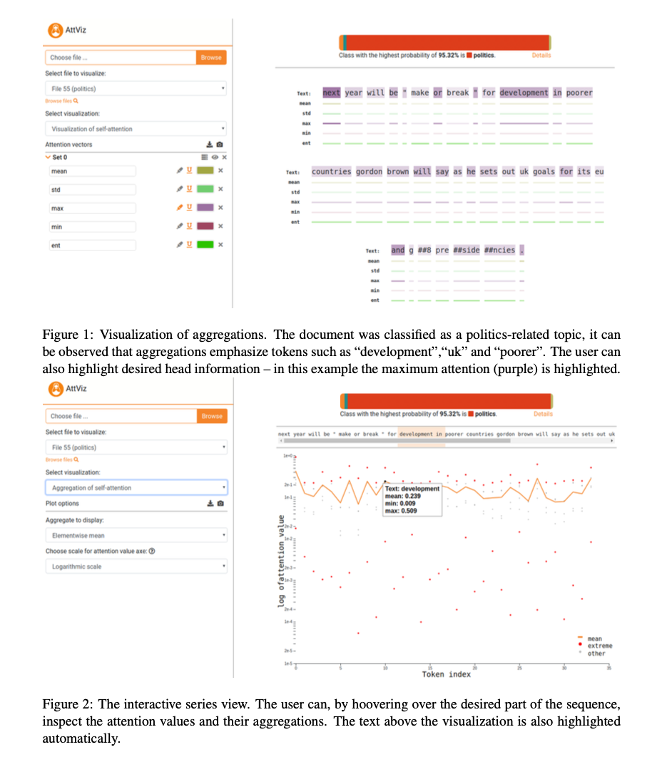 AttViz
Choose file ...
Browse
Select file to visualize:
File 55 (politics)
Browse files
Select visualization:
Visualization of self-attention
Attention vectors
Set 0
mean
std
max
min
ent
Class with the highest probability of 95.32% is politics.
Details
Text: next year will be " make or break " for development in poorer
mean
std
max
min
ent
Text: countries gordon brown will say as he sets out uk goals for its eu
mean
std
max
min
ent
Text: and g ##8 pre ##side ##ncies .
mean
std
max
min
ent
Figure 1: Visualization of aggregations. The document was classified as a politics-related topic, it can
be observed that aggregations emphasize tokens such as “development”,“uk” and “poorer”. The user can
also highlight desired head information – in this example the maximum attention (purple) is highlighted.
AttViz
Choose file ...
Browse
Select file to visualize:
File 55 (politics)
Browse files
Select visualization:
Aggregation of self-attention
Plot options
Aggregate to display:
Elementwise mean
Choose scale for attention value axe:
Logarithmic scale
Class with the highest probability of 95.32% is politics.
Details
next year will be " make or break " for development in poorer countries gordon brown will say as he sets out uk
Text: development
mean: 0.239
min: 0.009
max: 0.509
log ofattention value
mean
extreme
other
Token index
Figure 2: The interactive series view. The user can, by hoovering over the desired part of the sequence,
inspect the attention values and their aggregations. The text above the visualization is also highlighted
automatically.